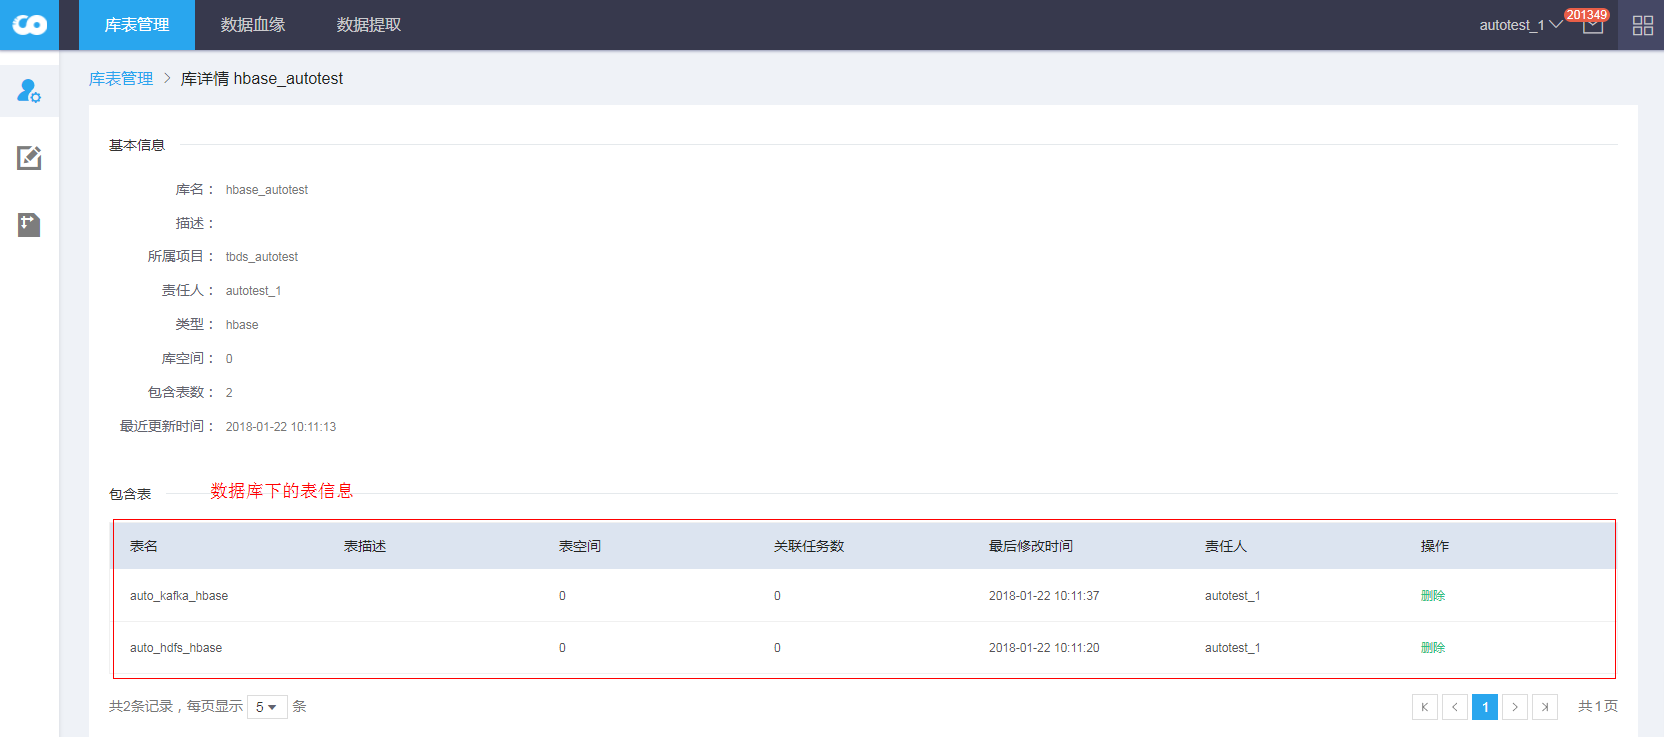 库表管理 数据血缘 数据提取 autotest_1 201349
库表管理 > 库详情 hbase_autotest
基本信息
库名： hbase_autotest
描述：
所属项目： tbds_autotest
责任人： autotest_1
类型： hbase
库空间： 0
包含表数： 2
最近更新时间： 2018-01-22 10:11:13
包含表 数据库下的表信息
表名 表描述 表空间 关联任务数 最后修改时间 责任人 操作
auto_kafka_hbase 0 0 2018-01-22 10:11:37 autotest_1 删除
auto_hdfs_hbase 0 0 2018-01-22 10:11:20 autotest_1 删除
共2条记录，每页显示 5 条 1 共1页